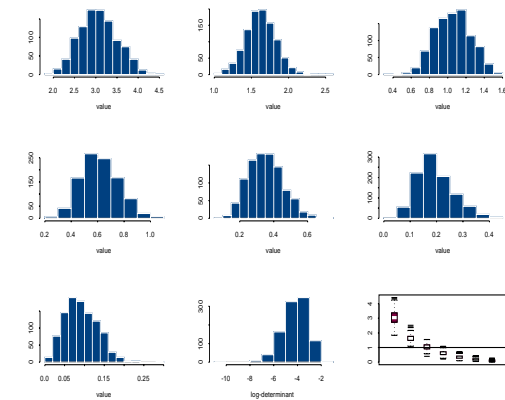 0 50 100
2.0 2.5 3.0 3.5 4.0 4.5
value
0 50 150
1.0 1.5 2.0 2.5
value
0 50 100
0.4 0.6 0.8 1.0 1.2 1.4 1.6
value
0 50 150 250
0.2 0.4 0.6 0.8 1.0
value
0 50 100
0.2 0.4 0.6
value
0 100 200 300
0.0 0.1 0.2 0.3 0.4
value
0 50 100
0.0 0.05 0.15 0.25
value
0 100 300
-10 -8 -6 -4 -2
log-determinant
0 1 2 3 4